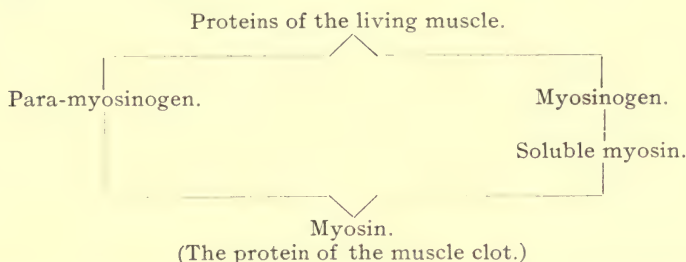 Proteins of the living muscle.
Para-myosinogen.
Myosinogen.
Soluble myosin.
Myosin.
(The protein of the muscle clot.)